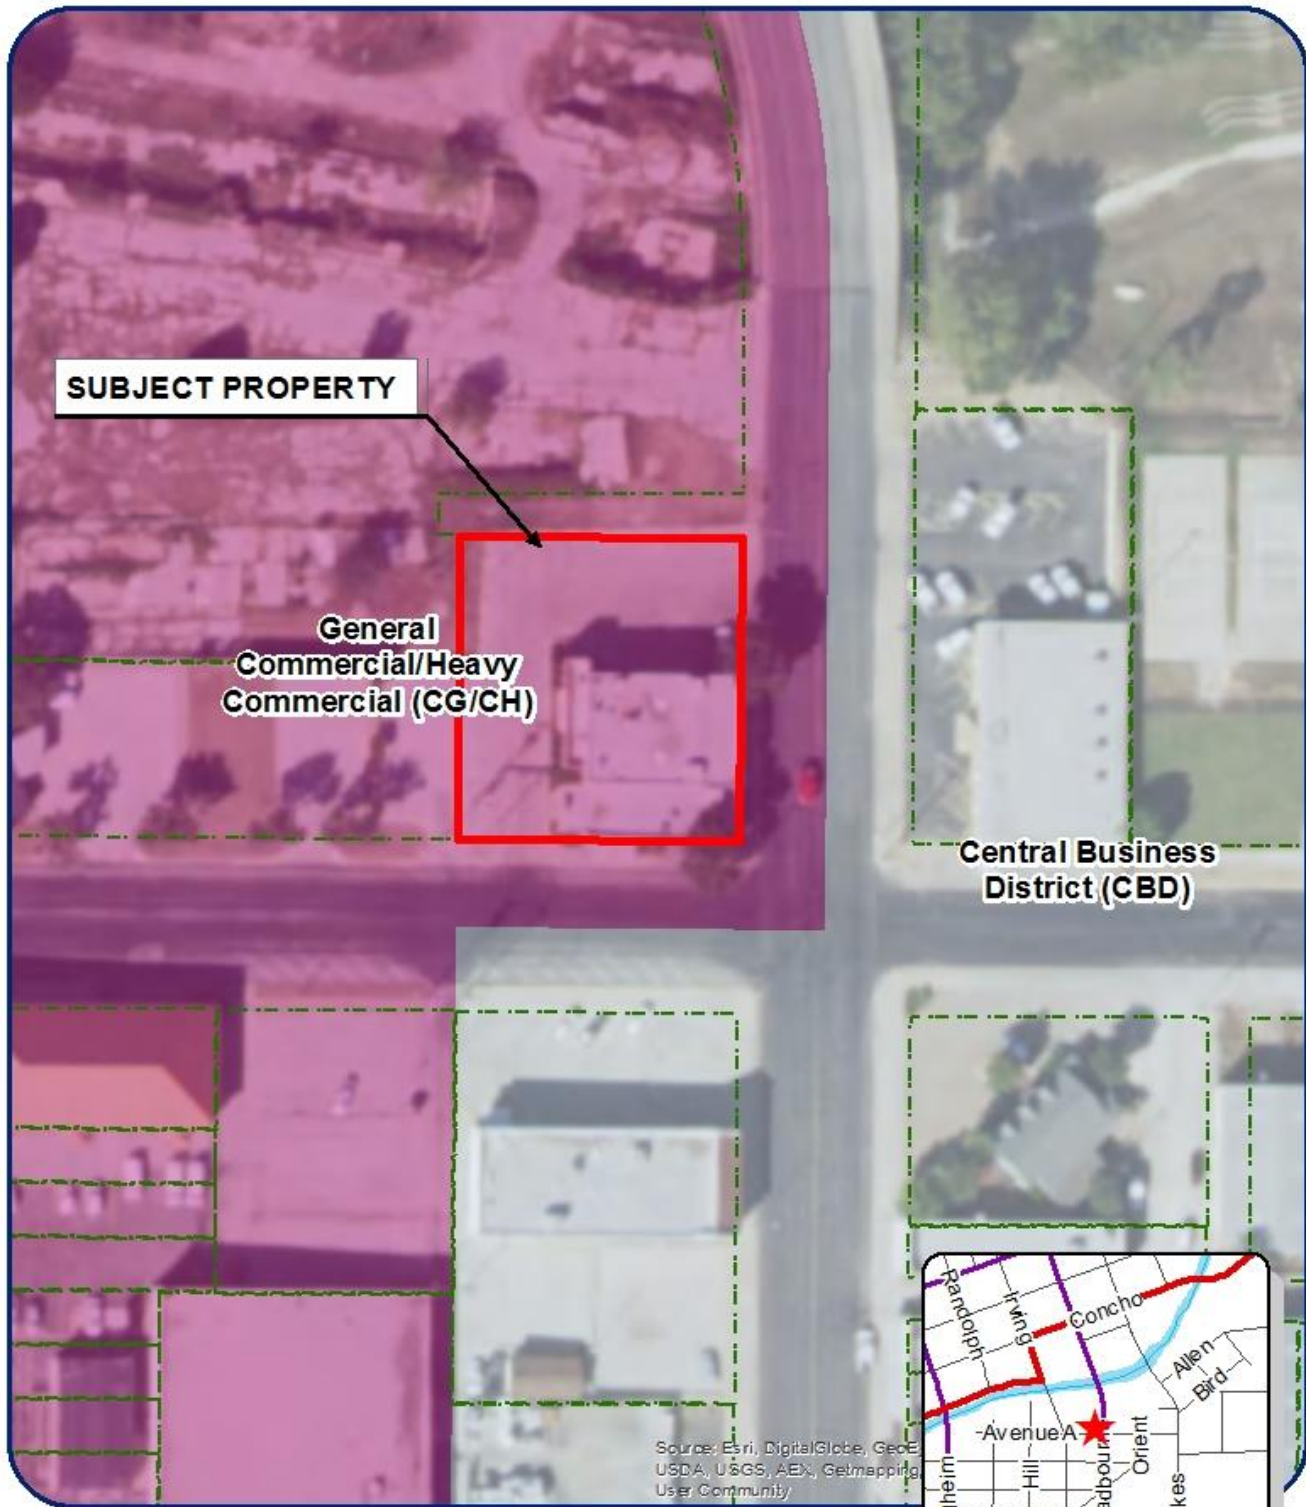 SUBJECT PROPERTY
General
Commercial/Heavy
Commercial (CG/CH)
Central Business
District (CBD)
Randolph
Irving
Concho
Allen
Bird
Avenue A
Hill
Orient
Source: Esri, DigitalGlobe, GeoE
USDA, USGS, AEX, Getmapping,
User Community